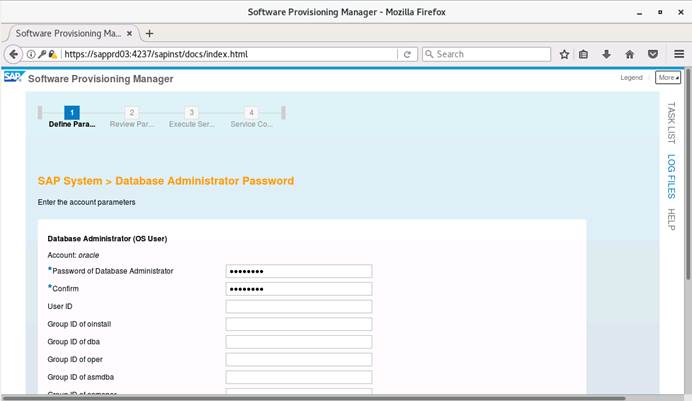 Software Provisioning Manager - Mozilla Firefox
Software Provisioning Ma...
https://sapprd03:4237/sapinst/docs/index.html
Search
SAP Software Provisioning Manager
Legend More
1 2 3 4
Define Para... Review Par... Execute Ser... Service Co...
TASK LIST
LOG FILES
HELP
SAP System > Database Administrator Password
Enter the account parameters
Database Administrator (OS User)
Account: oracle
*Password of Database Administrator ••••••••
*Confirm ••••••••
User ID
Group ID of oinstall
Group ID of dba
Group ID of oper
Group ID of asmdba